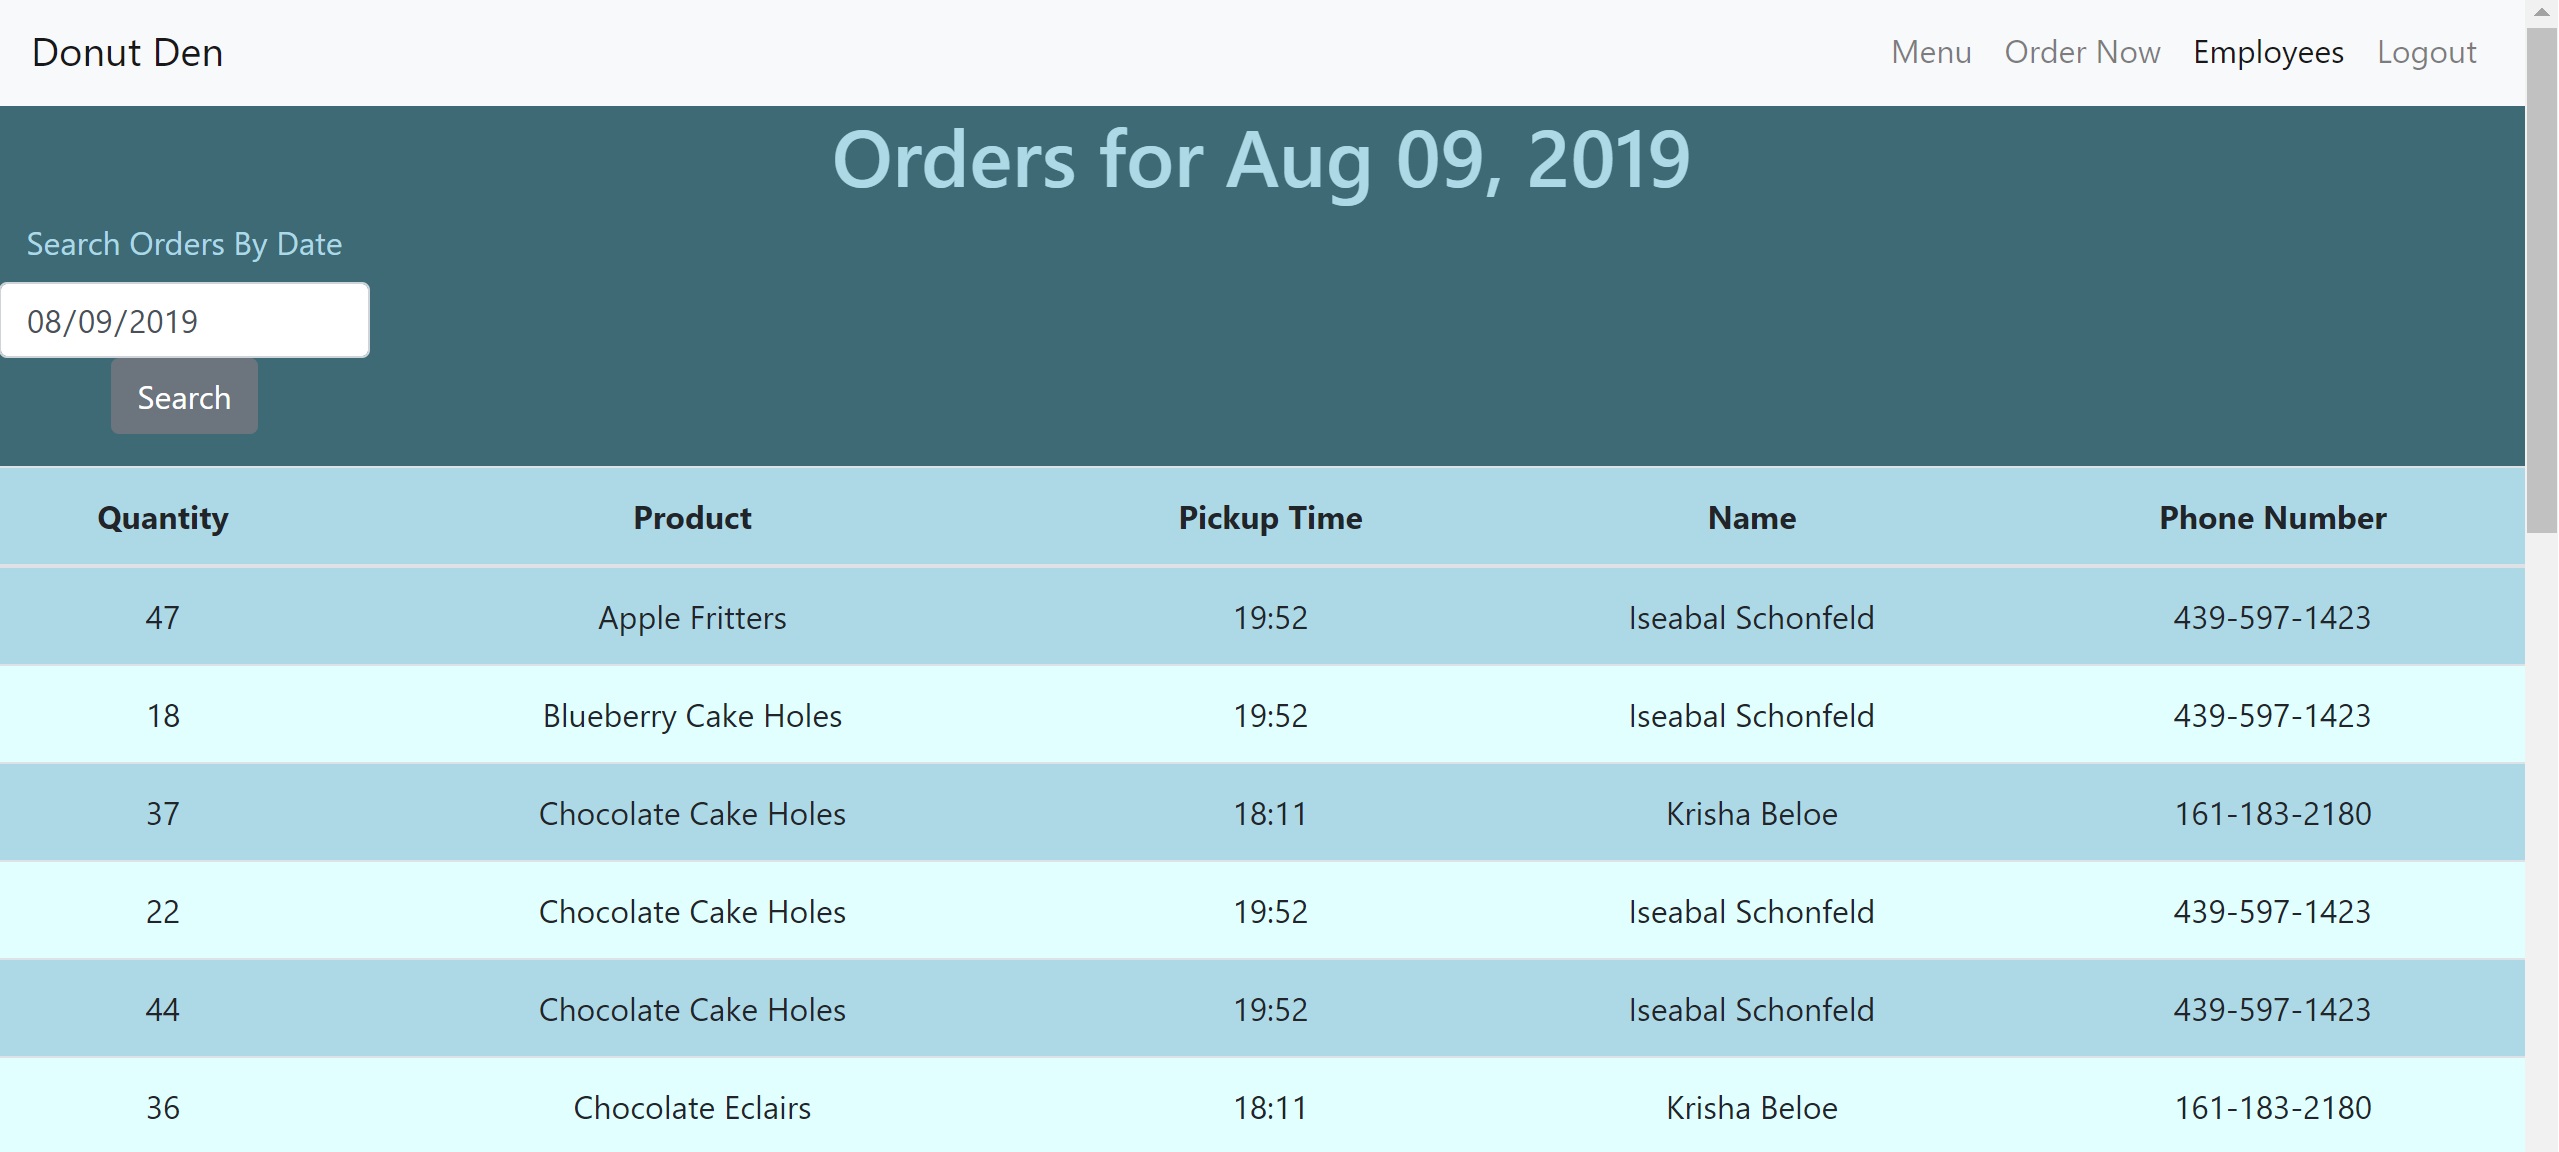 Donut Den Menu Order Now Employees Logout
Orders for Aug 09, 2019
Search Orders By Date
08/09/2019
Search
Quantity Product Pickup Time Name Phone Number
47 Apple Fritters 19:52 Iseabal Schonfeld 439-597-1423
18 Blueberry Cake Holes 19:52 Iseabal Schonfeld 439-597-1423
37 Chocolate Cake Holes 18:11 Krisha Beloe 161-183-2180
22 Chocolate Cake Holes 19:52 Iseabal Schonfeld 439-597-1423
44 Chocolate Cake Holes 19:52 Iseabal Schonfeld 439-597-1423
36 Chocolate Eclairs 18:11 Krisha Beloe 161-183-2180